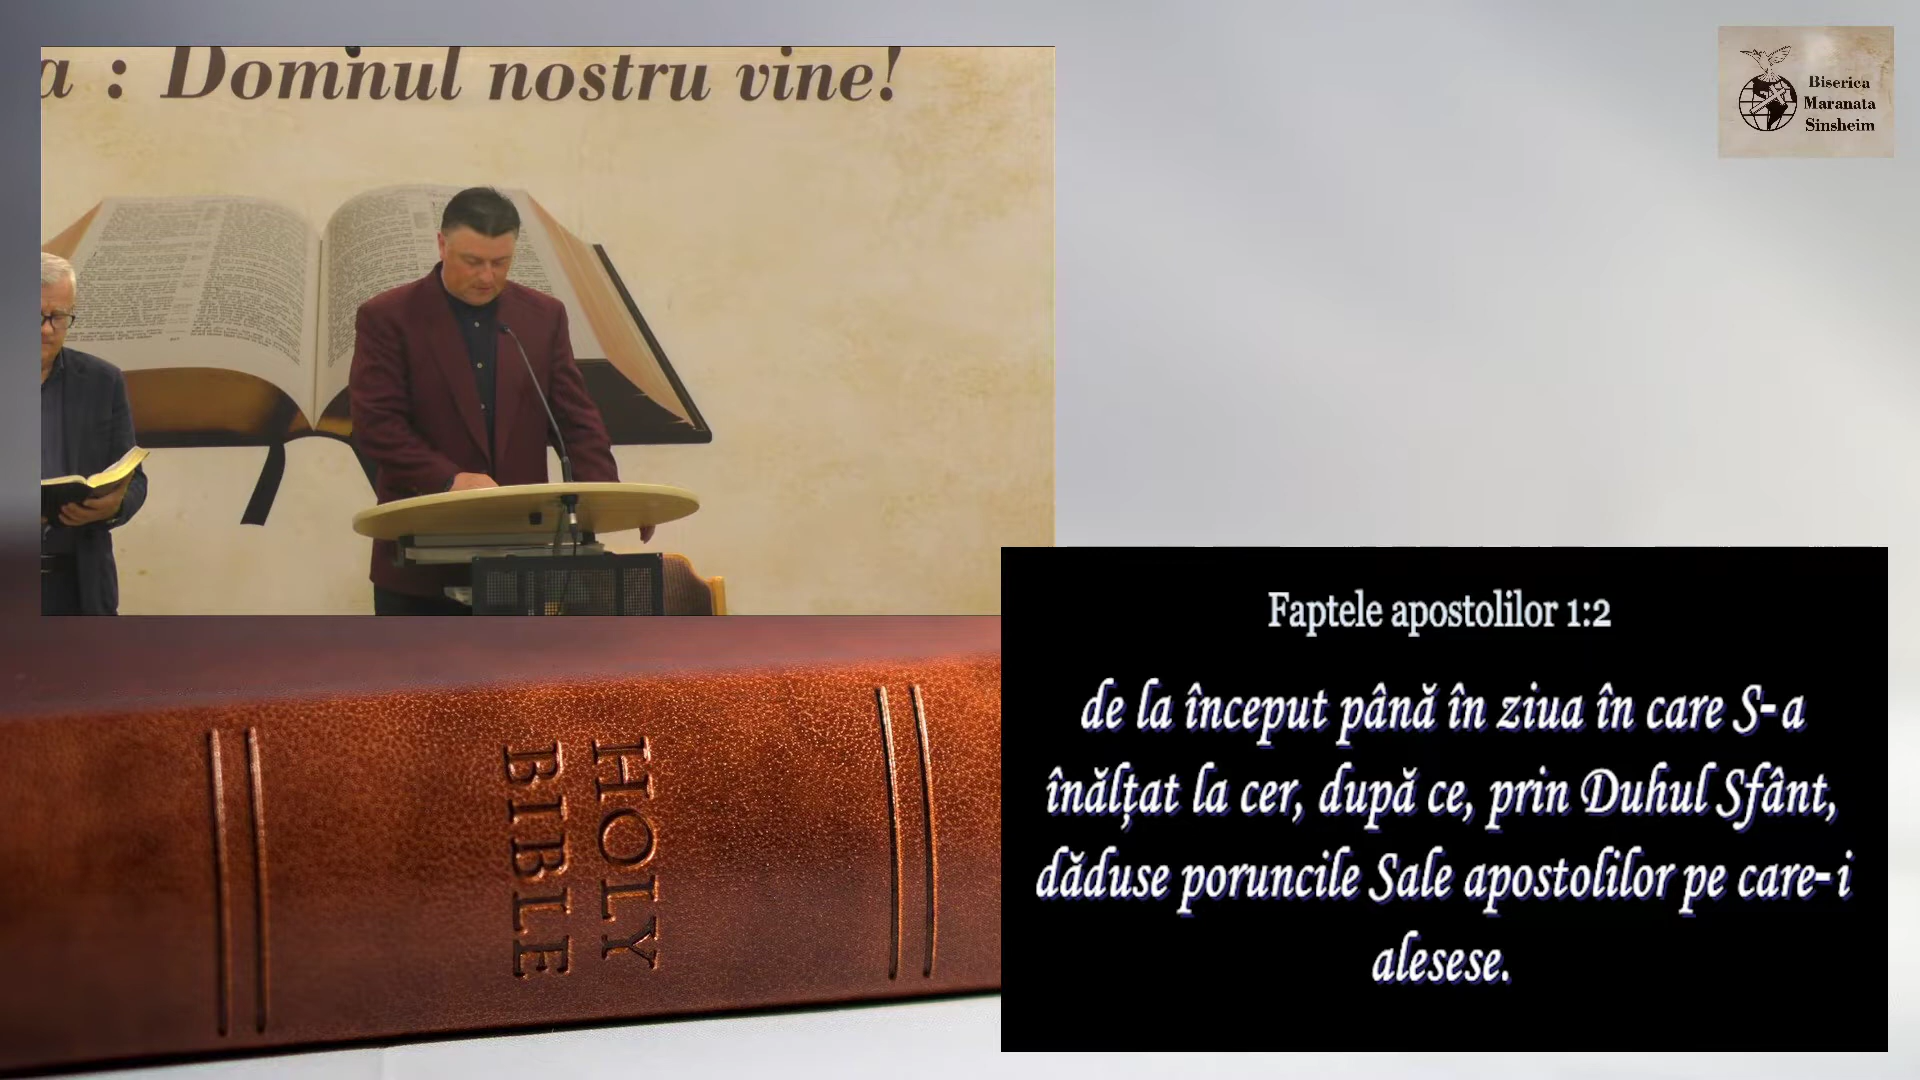 a : Domnul nostru vine!
Biserica
Maranata
Sinsheim
Faptele apostolilor 1:2
de la început până în ziua în care S-a
înălțat la cer, după ce, prin Duhul Sfânt,
dăduse poruncile Sale apostolilor pe care-i
alesese.
HOLY
BIBLE